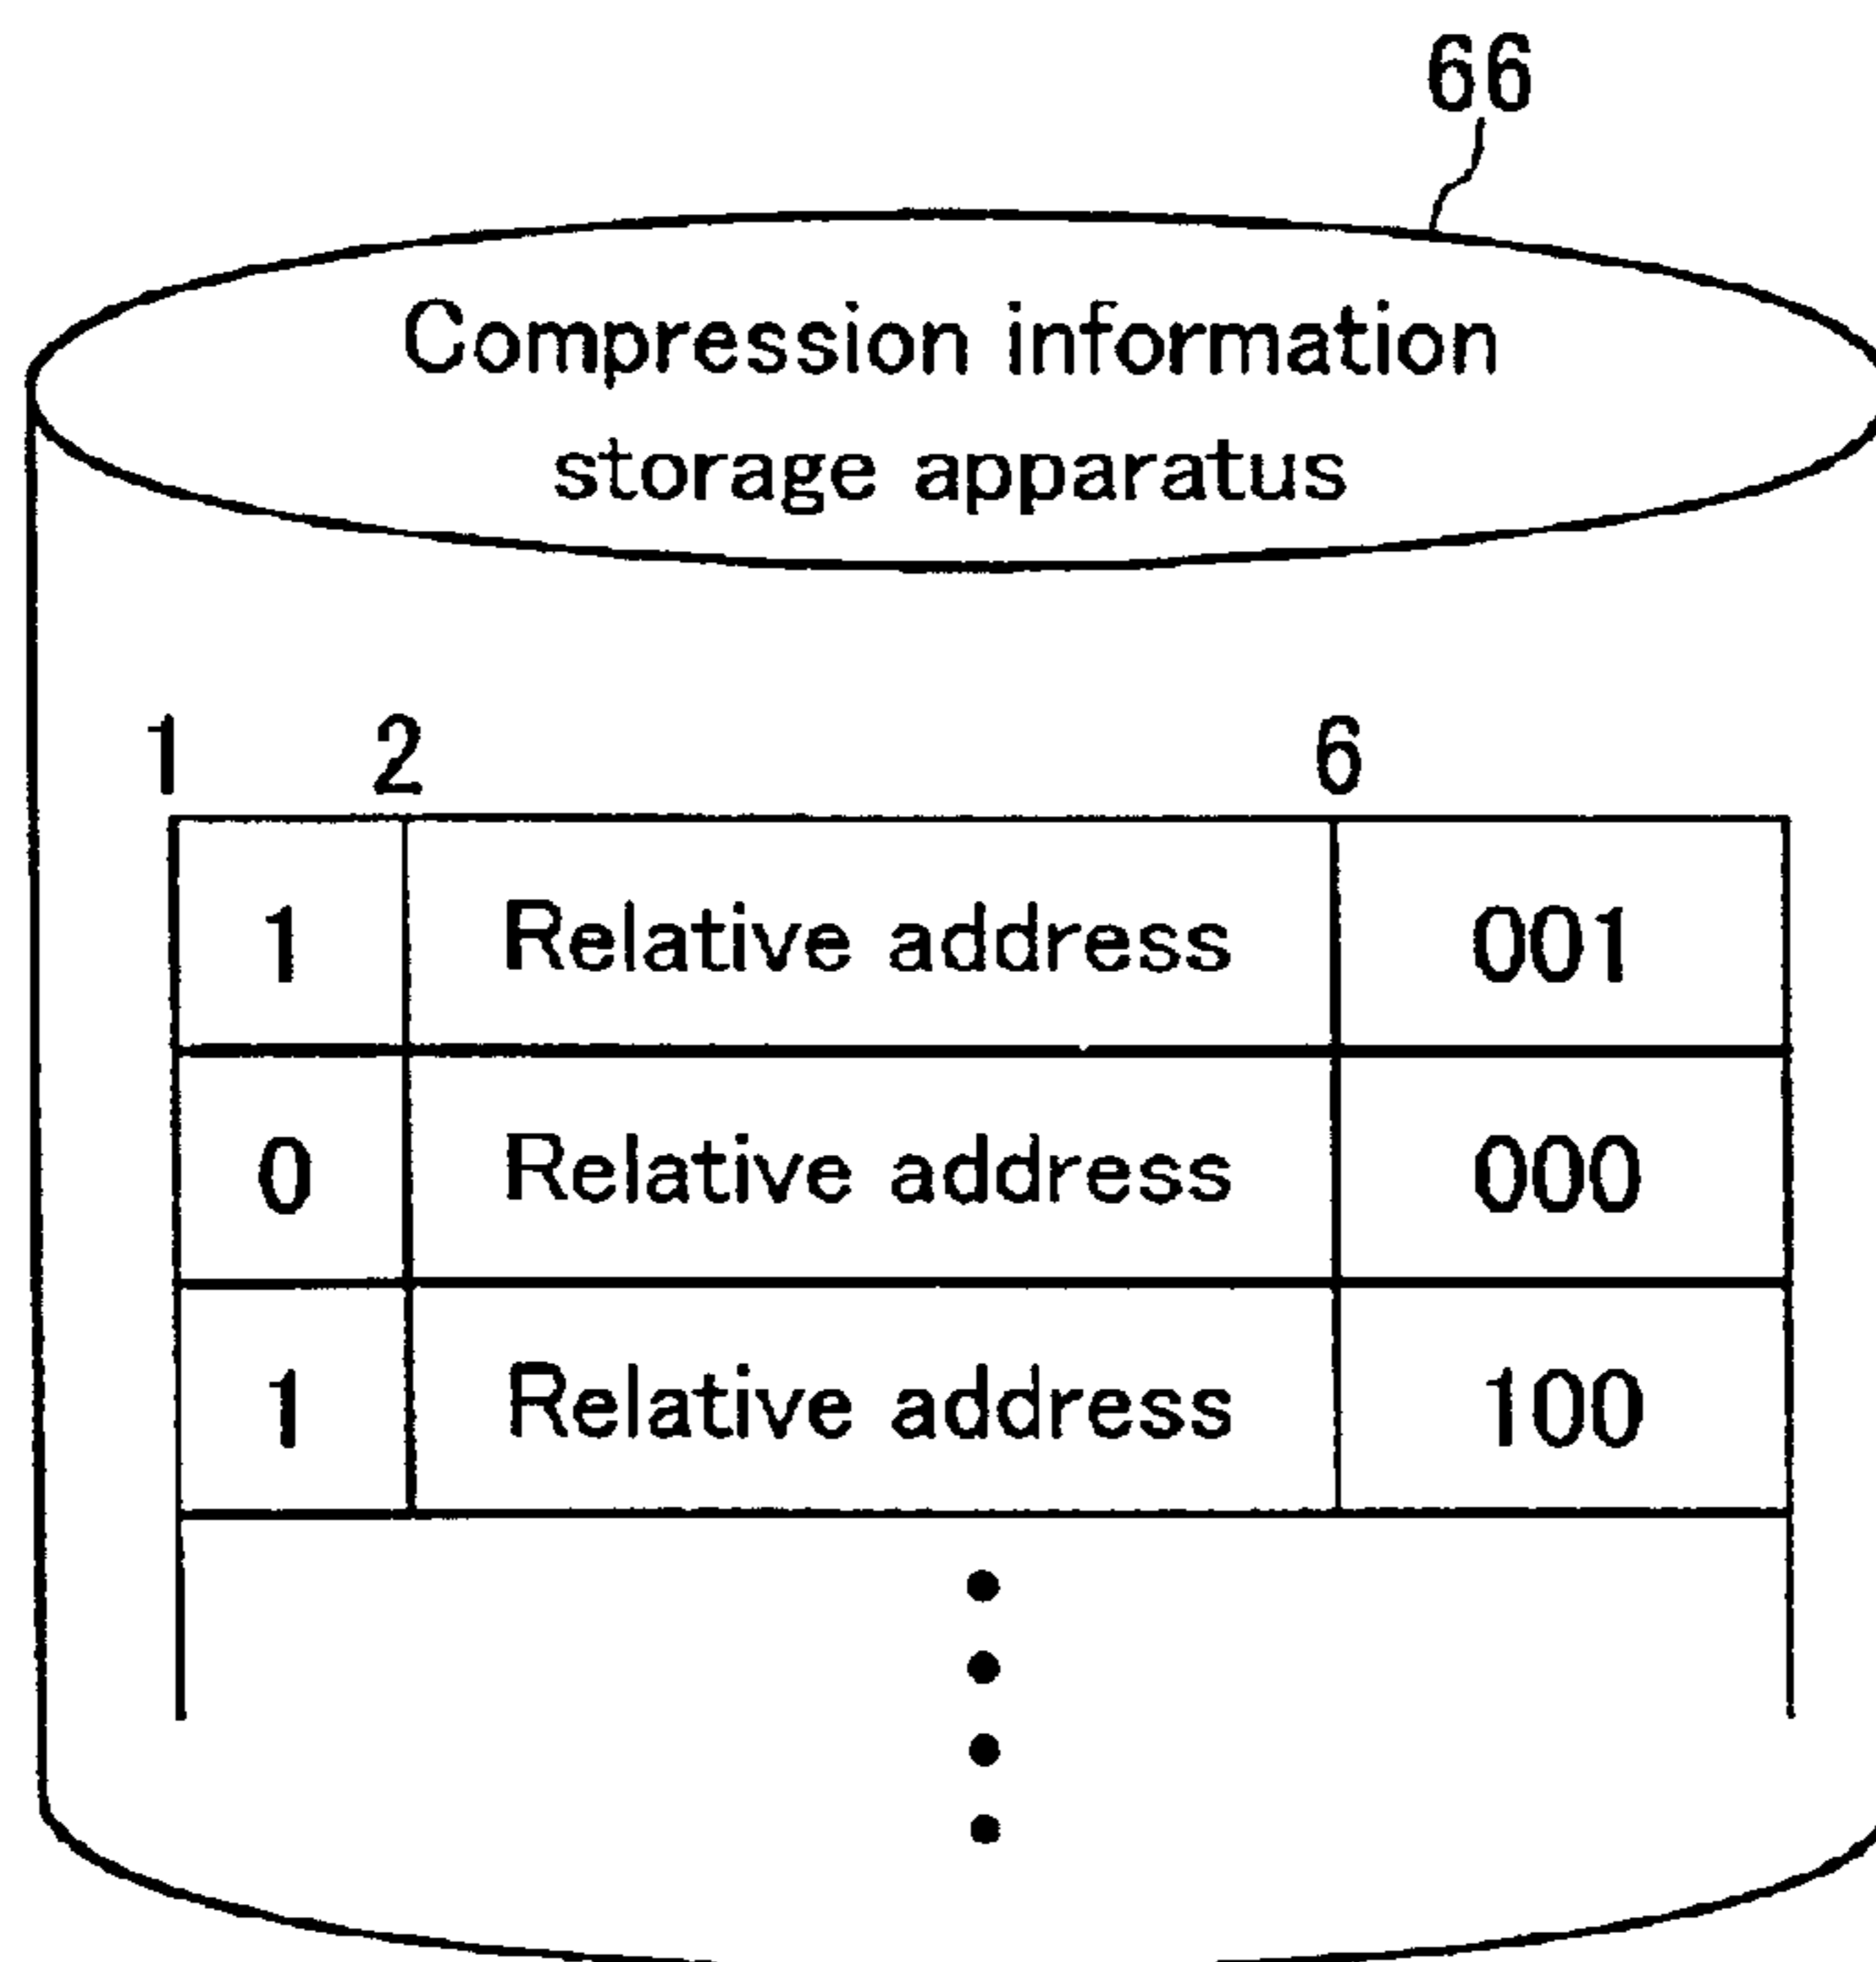 66
Compression information
storage apparatus
1 2 6
1 Relative address 001
0 Relative address 000
1 Relative address 100